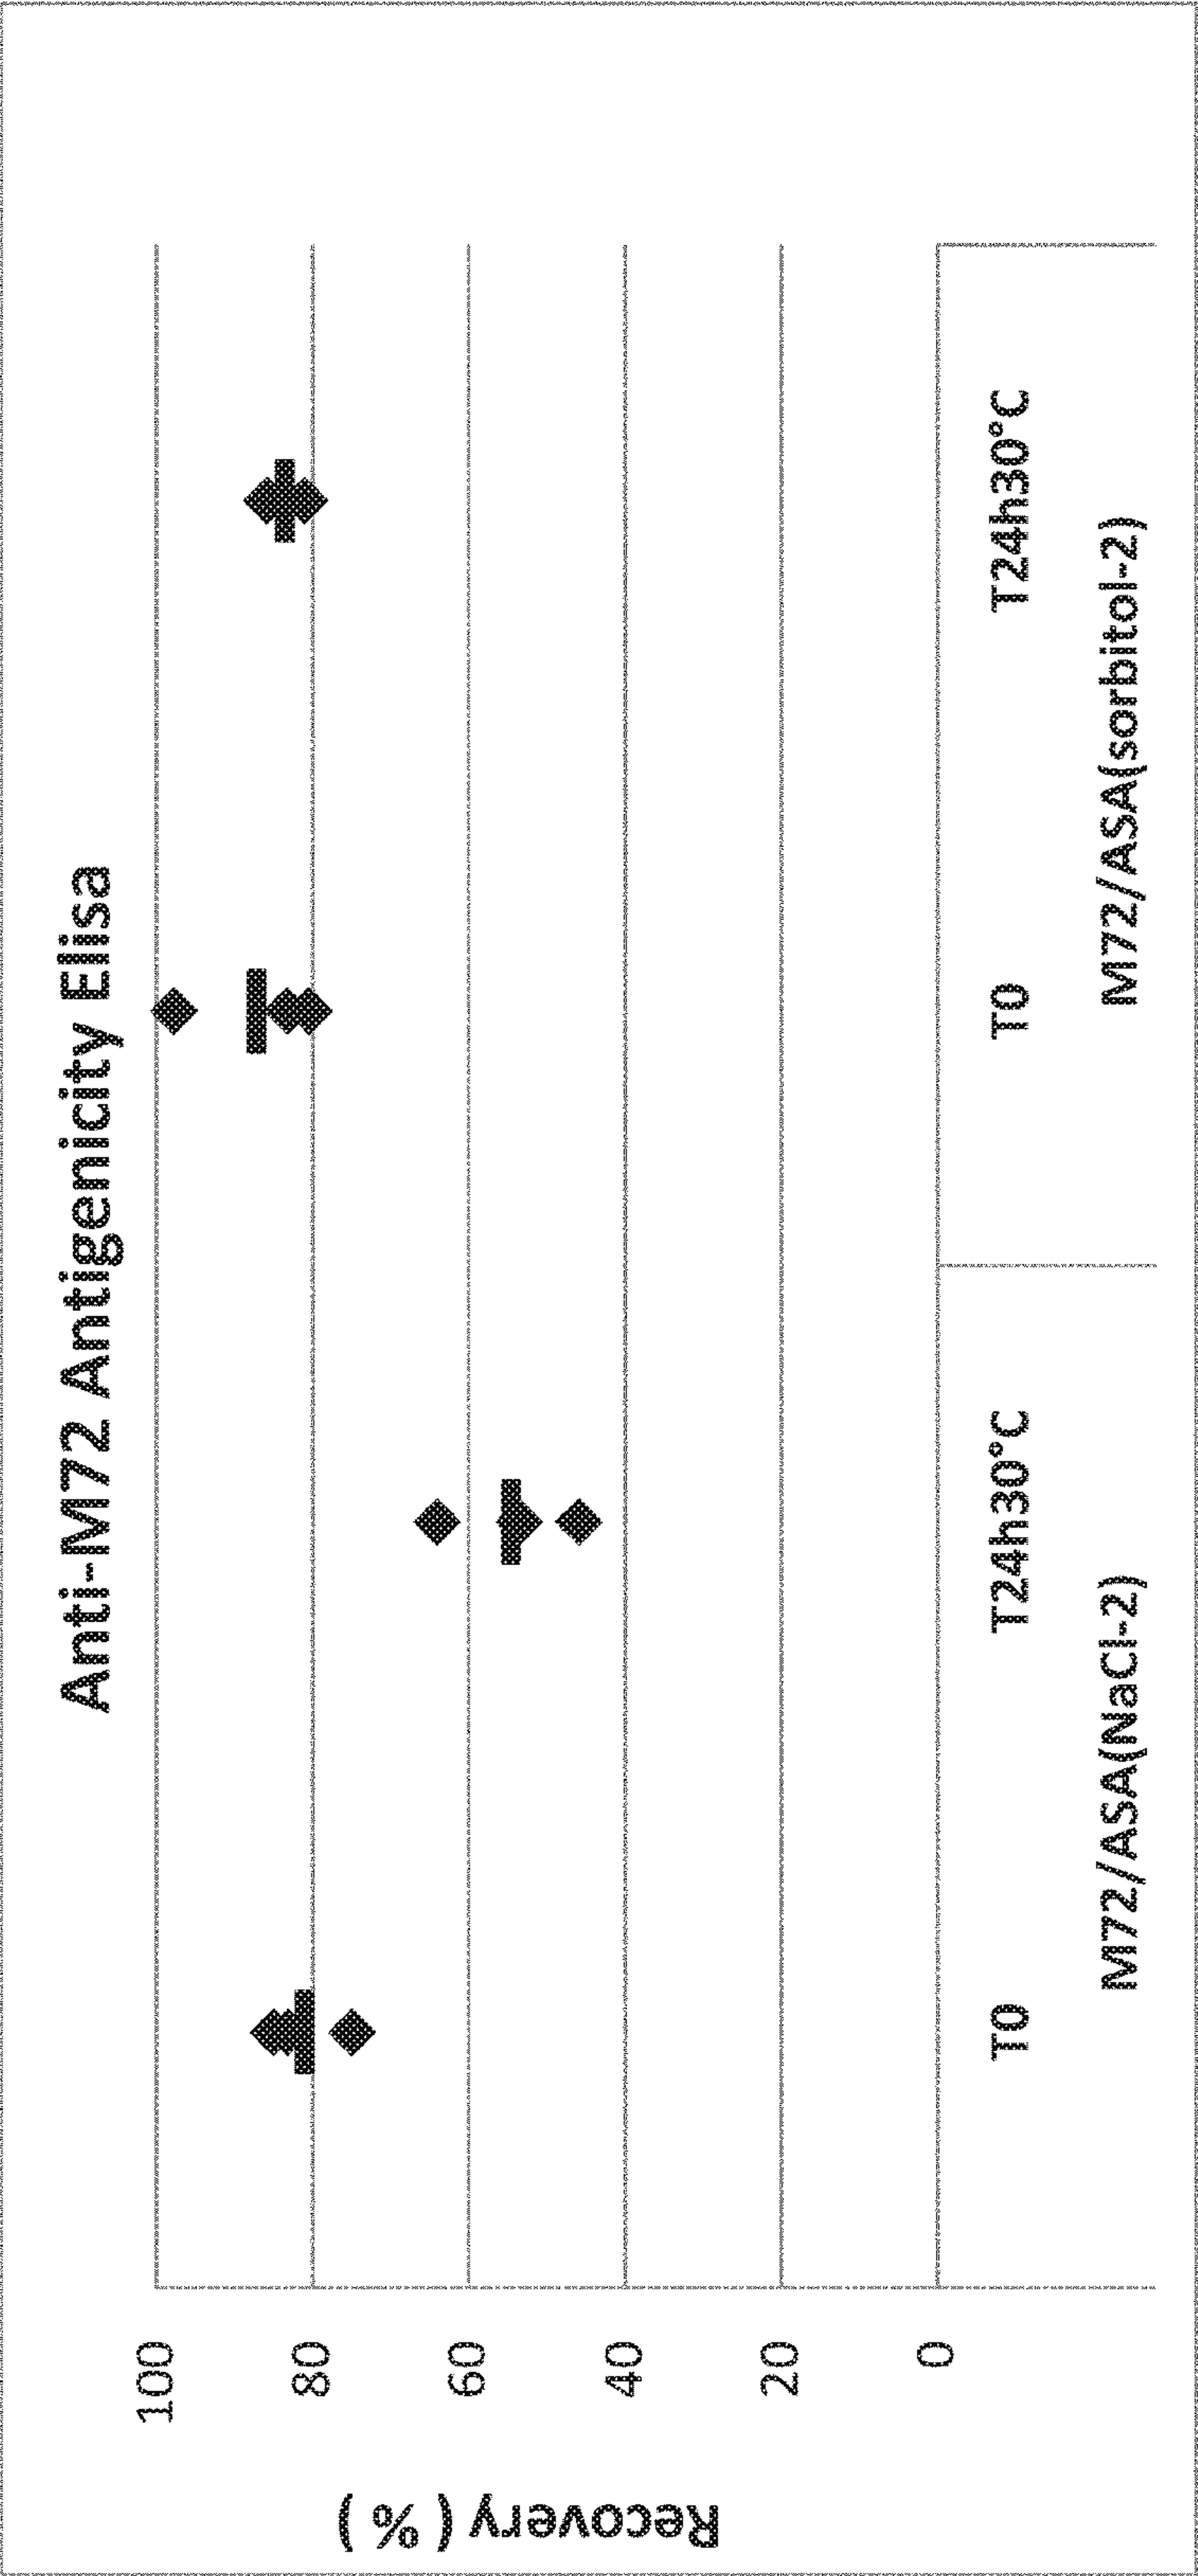 Anti-M72 Antigenicity Elisa
Recovery ( % )
100
80
60
40
20
0
T0
T24h30°C
T0
T24h30°C
M72/ASA(NaCl-2)
M72/ASA(sorbitol-2)